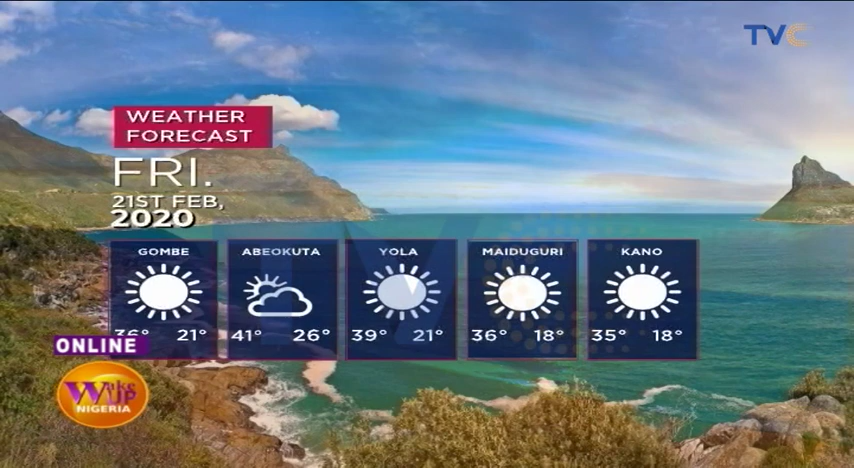 TVC
WEATHER
FORECAST
FRI.
21ST FEB,
2020
GOMBE
ABEOKUTA
YOLA
MAIDUGURI
KANO
36° 21°
41° 26°
39° 21°
36° 18°
35° 18°
ONLINE
Wake
UP
NIGERIA